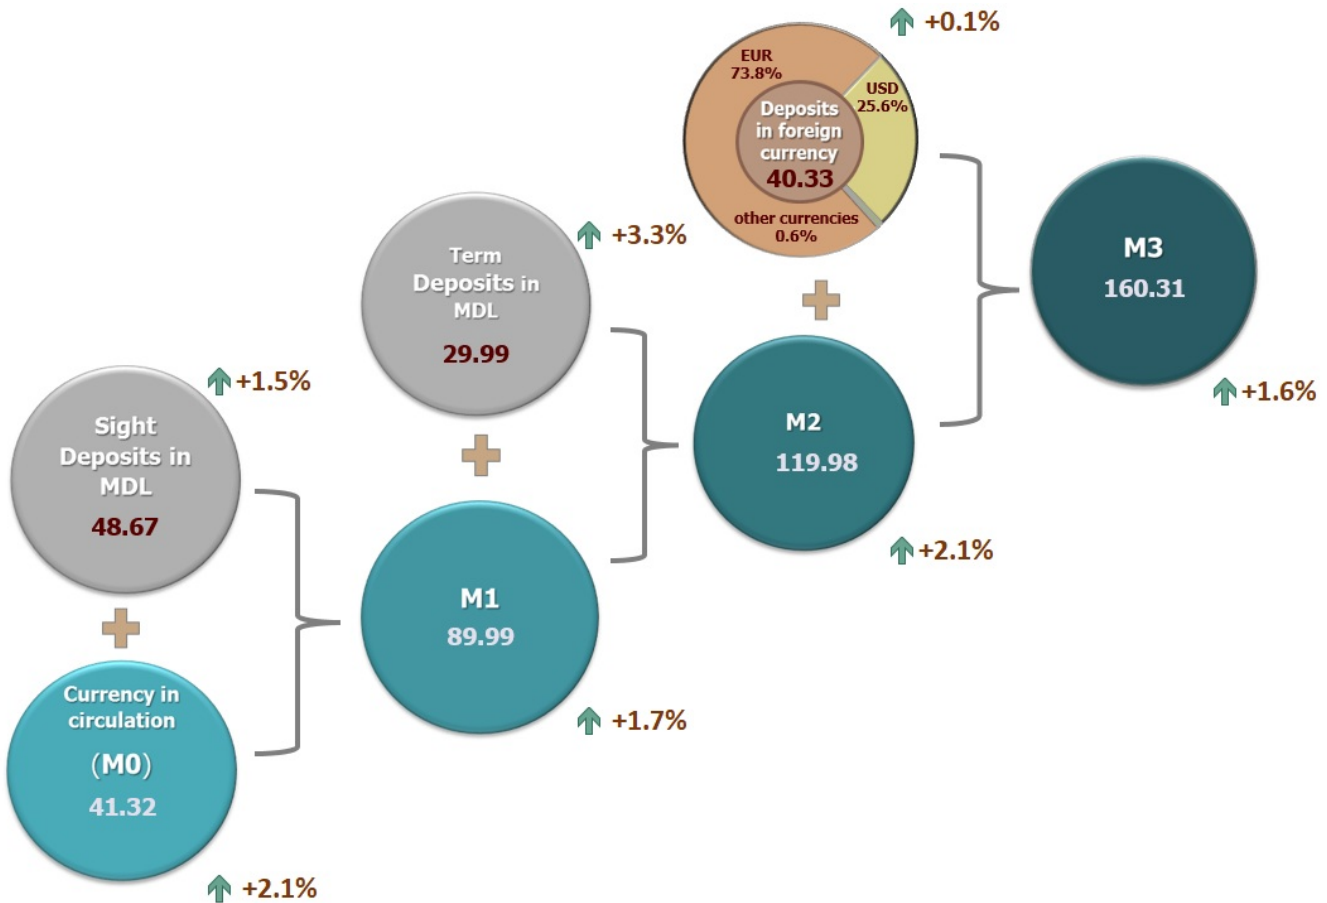 +0.1%
EUR
73.8%
USD
25.6%
Deposits
in foreign
currency
40.33
other currencies
0.6%
M3
160.31
+1.6%
+3.3%
Term
Deposits in
MDL
29.99
M2
119.98
+2.1%
+1.5%
Sight
Deposits in
MDL
48.67
M1
89.99
+1.7%
Currency in
circulation
(M0)
41.32
+2.1%